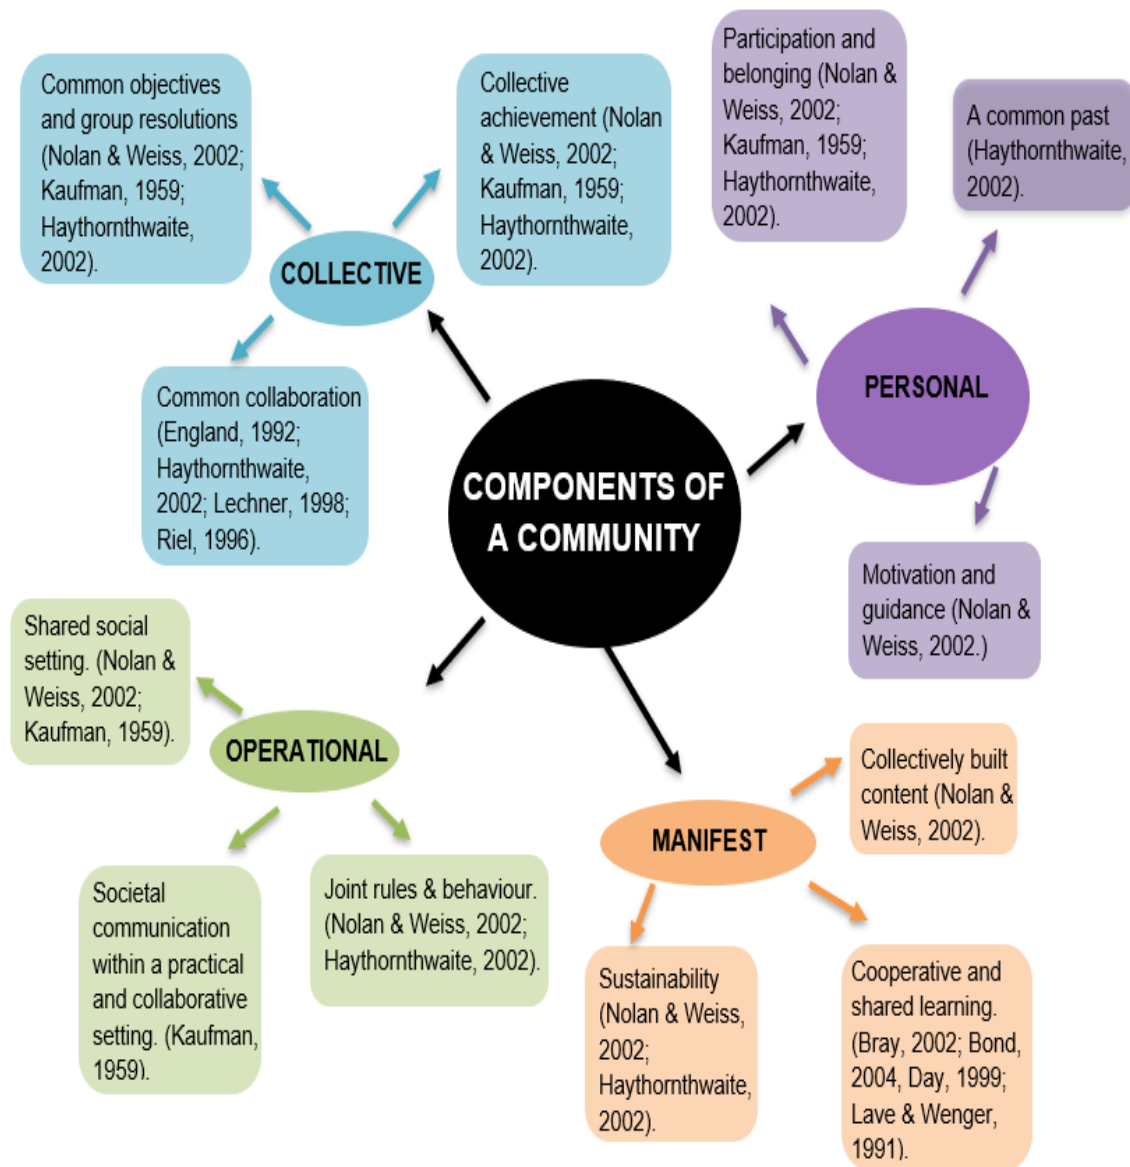 Common objectives
and group resolutions
(Nolan & Weiss, 2002;
Kaufman, 1959;
Haythornthwaite,
2002).
Collective
achievement (Nolan
& Weiss, 2002;
Kaufman, 1959;
Haythornthwaite,
2002).
Participation and
belonging (Nolan &
Weiss, 2002;
Kaufman, 1959;
Haythornthwaite,
2002).
A common past
(Haythornthwaite,
2002).
COLLECTIVE
PERSONAL
Common collaboration
(England, 1992;
Haythornthwaite,
2002; Lechner, 1998;
Riel, 1996).
COMPONENTS OF
A COMMUNITY
Motivation and
guidance (Nolan &
Weiss, 2002.)
Shared social
setting. (Nolan &
Weiss, 2002;
Kaufman, 1959).
OPERATIONAL
MANIFEST
Collectively built
content (Nolan &
Weiss, 2002).
Societal
communication
within a practical
and collaborative
setting. (Kaufman,
1959).
Joint rules & behaviour.
(Nolan & Weiss, 2002;
Haythornthwaite, 2002).
Sustainability
(Nolan & Weiss,
2002;
Haythornthwaite,
2002).
Cooperative and
shared learning.
(Bray, 2002; Bond,
2004, Day, 1999;
Lave & Wenger,
1991).